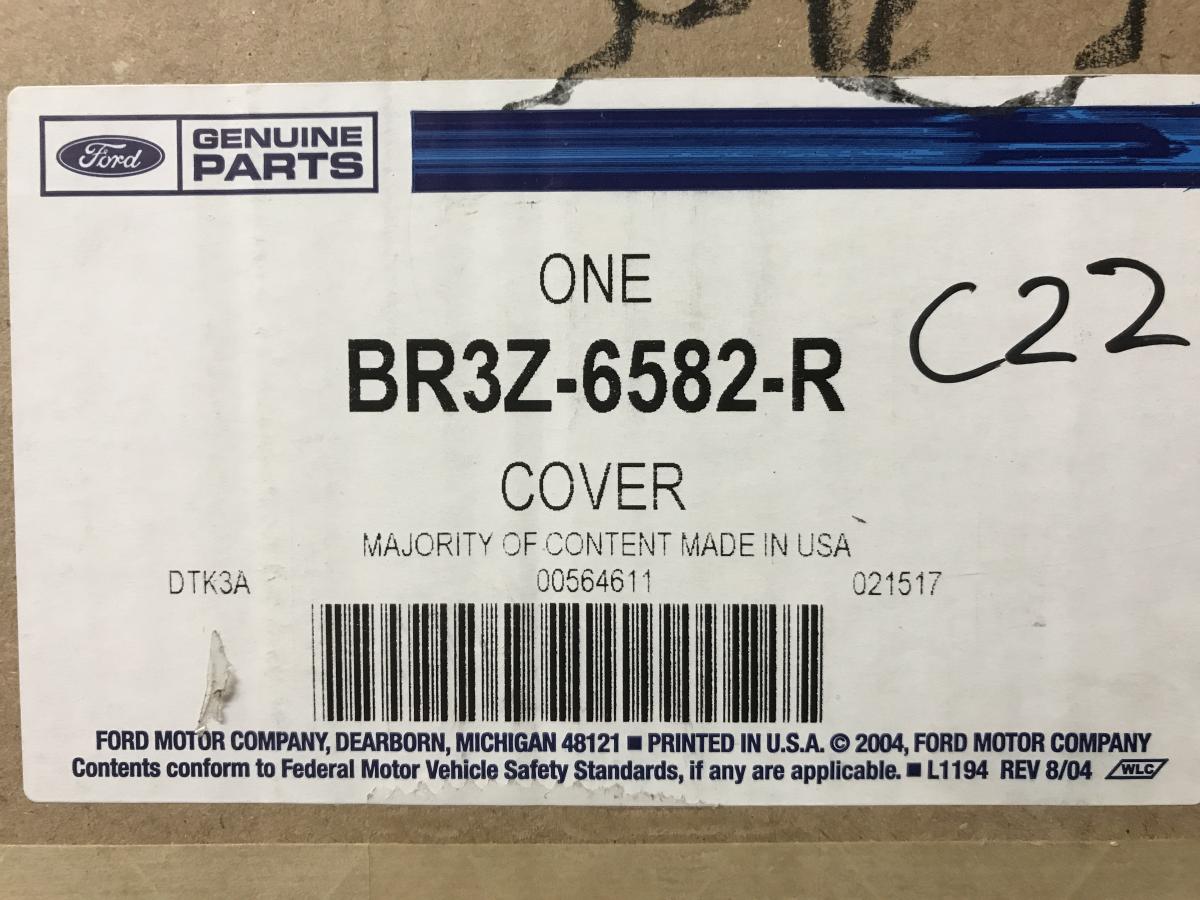 Ford
GENUINE
PARTS
ONE
C22
BR3Z-6582-R
COVER
MAJORITY OF CONTENT MADE IN USA
DTK3A 00564611 021517
FORD MOTOR COMPANY, DEARBORN, MICHIGAN 48121 ■ PRINTED IN U.S.A. © 2004, FORD MOTOR COMPANY
Contents conform to Federal Motor Vehicle Safety Standards, if any are applicable. ■ L1194 REV 8/04 WLC